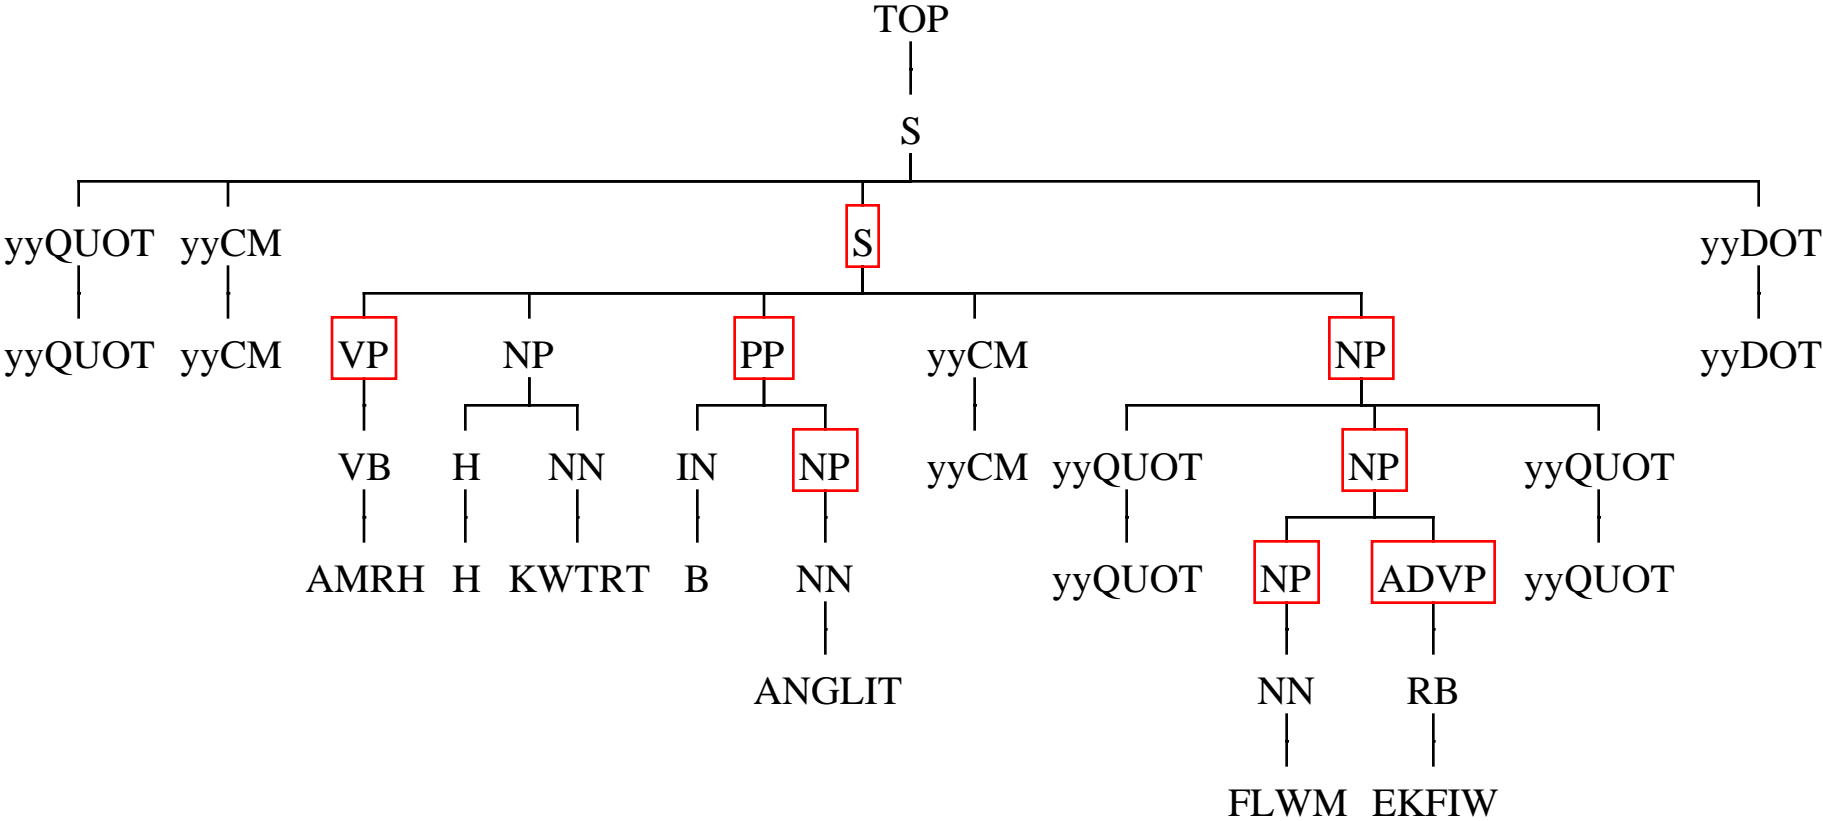 TOP
S
yyQUOT yyCM S yyDOT
yyQUOT yyCM VP NP PP yyCM NP yyDOT
VB H NN IN NP yyCM yyQUOT NP yyQUOT
AMRH H KWTRT B NN yyQUOT NP ADVP yyQUOT
ANGLIT NN RB
FLWM EKFIW